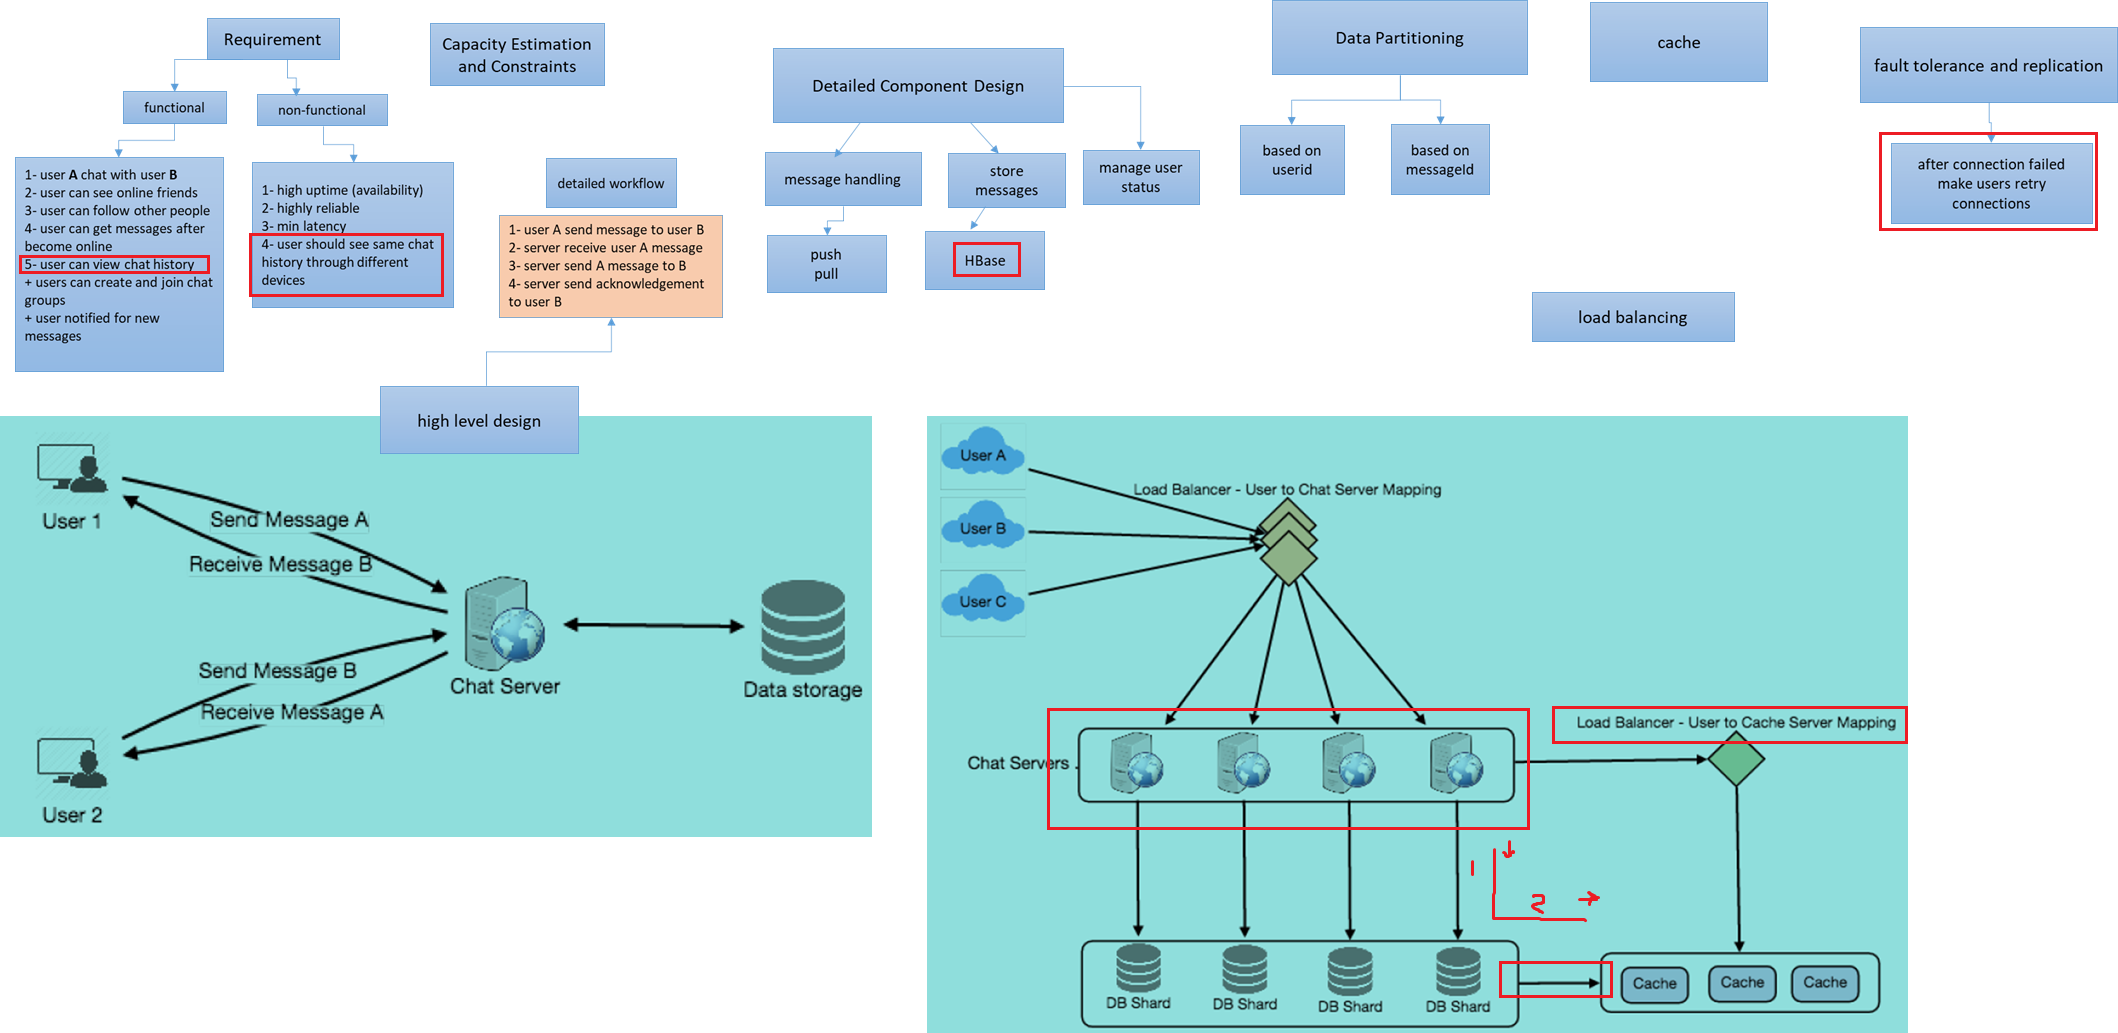 Requirement
functional
non-functional
1- user A chat with user B
2- user can see online friends
3- user can follow other people
4- user can get messages after
become online
5- user can view chat history
+ users can create and join chat
groups
+ user notified for new
messages
1- high uptime (availability)
2- highly reliable
3- min latency
4- user should see same chat
history through different
devices
Capacity Estimation
and Constraints
detailed workflow
1- user A send message to user B
2- server receive user A message
3- server send A message to B
4- server send acknowledgement
to user B
high level design
Detailed Component Design
message handling
store
messages
manage user
status
push
pull
HBase
Data Partitioning
based on
userid
based on
messageId
cache
load balancing
fault tolerance and replication
after connection failed
make users retry
connections
User 1
Send Message A
Receive Message B
Chat Server
Data storage
Send Message B
Receive Message A
User 2
User A
User B
User C
Load Balancer - User to Chat Server Mapping
Chat Servers
Load Balancer - User to Cache Server Mapping
1
2
DB Shard
DB Shard
DB Shard
DB Shard
Cache
Cache
Cache